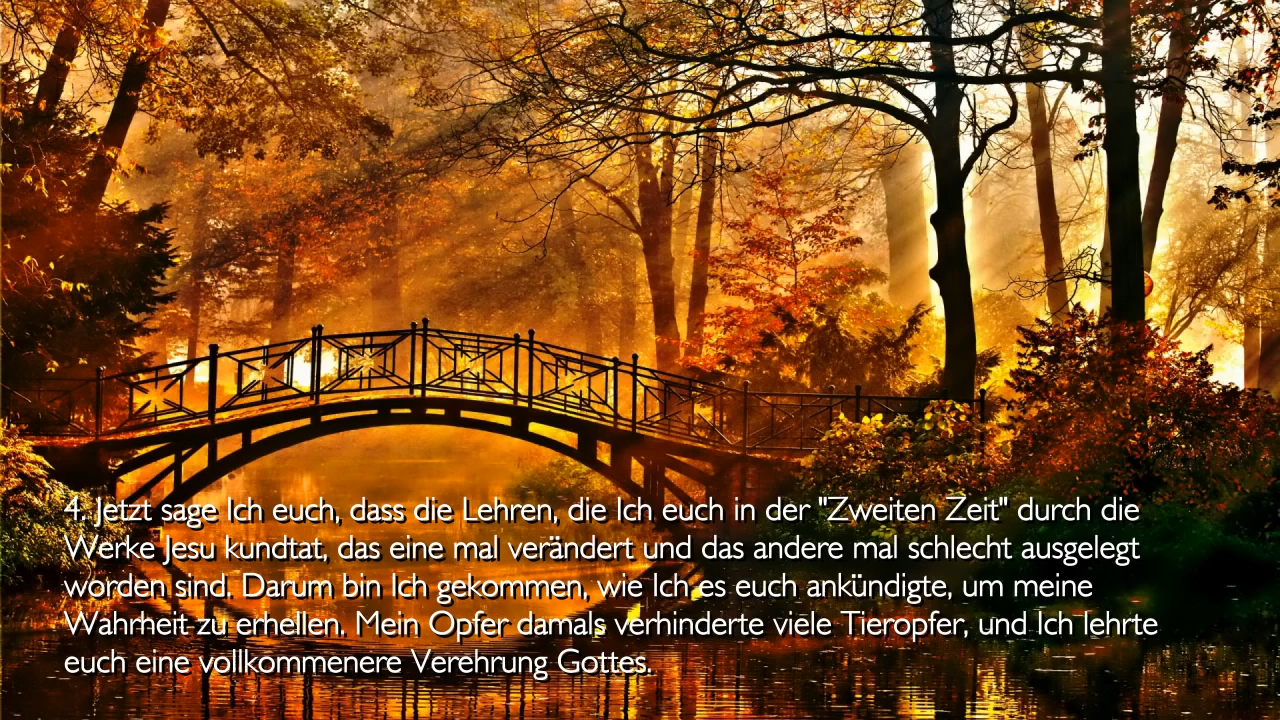 4. Jetzt sage Ich euch, dass die Lehren, die Ich euch in der "Zweiten Zeit" durch die
Werke Jesu kundtat, das eine mal verändert und das andere mal schlecht ausgelegt
worden sind. Darum bin Ich gekommen, wie Ich es euch ankündigte, um meine
Wahrheit zu erhellen. Mein Opfer damals verhinderte viele Tieropfer, und Ich lehrte
euch eine vollkommenere Verehrung Gottes.